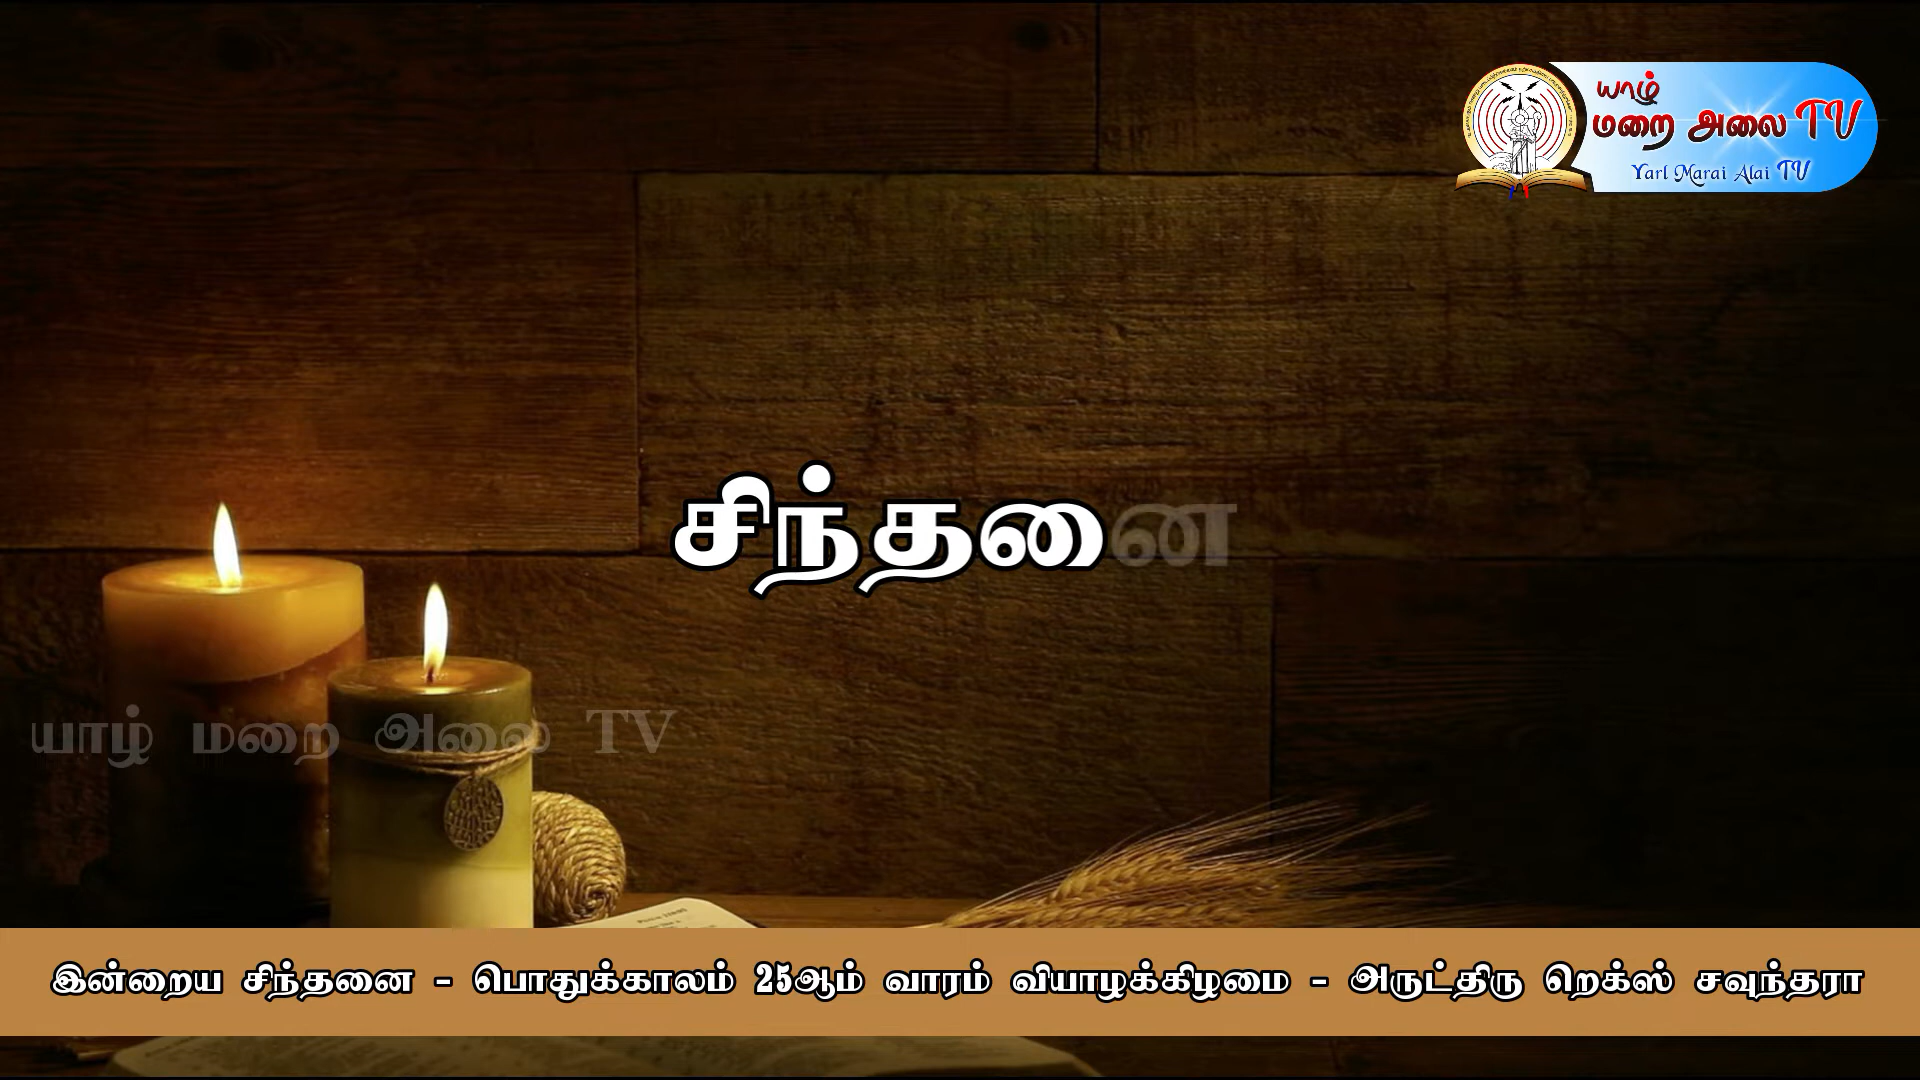 யாழ்
மறை அலை TV
Yarl Marai Alai TV
சிந்தனை
யாழ் மறை அலை TV
இன்றைய சிந்தனை - பொதுக்காலம் 25ஆம் வாரம் வியாழக்கிழமை - அருட்திரு றெக்ஸ் சவுந்தரா